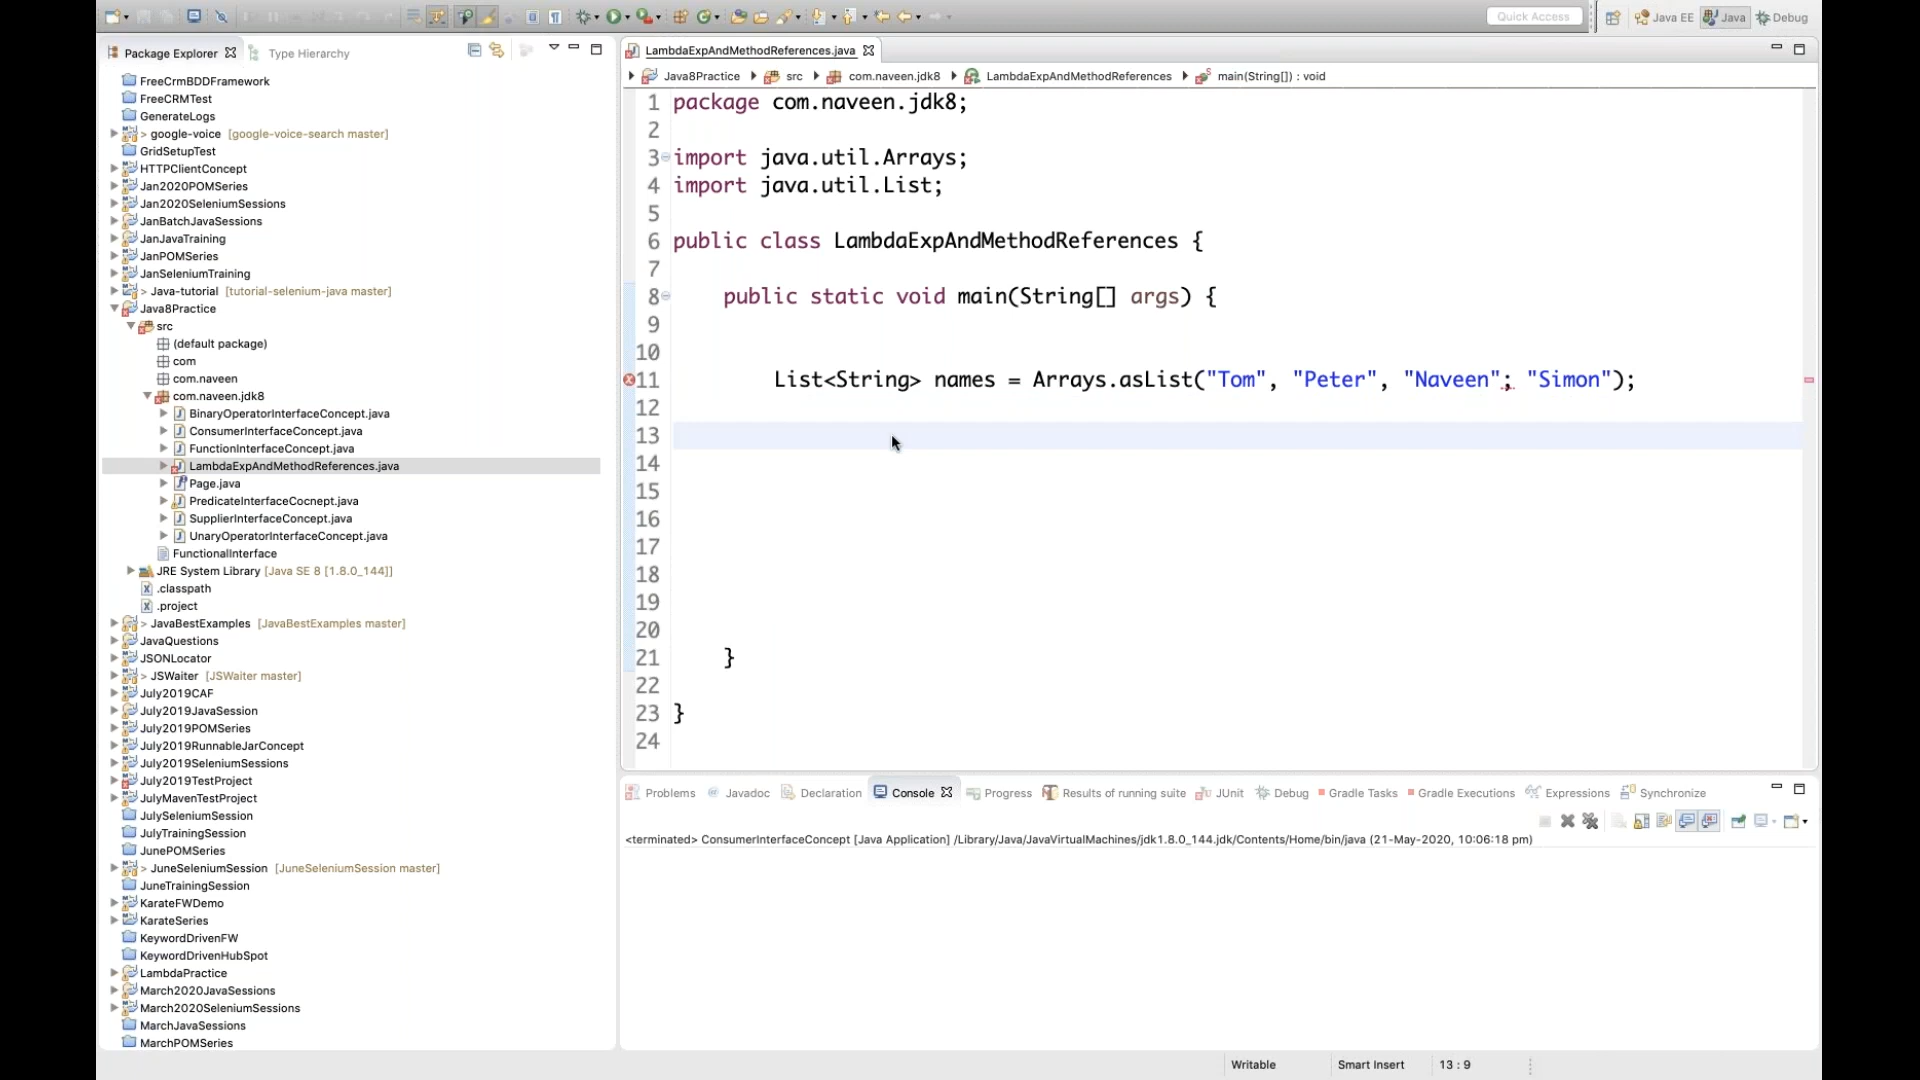 Quick Access
Java EE
Java
Debug
Package Explorer
Type Hierarchy
FreeCrmBDDFramework
FreeCRMTest
GenerateLogs
> google-voice [google-voice-search master]
GridSetupTest
HTTPClientConcept
Jan2020POMSeries
Jan2020SeleniumSessions
JanBatchJavaSessions
JanJavaTraining
JanPOMSeries
JanSeleniumTraining
> Java-tutorial [tutorial-selenium-java master]
Java8Practice
src
(default package)
com
com.naveen
com.naveen.jdk8
BinaryOperatorInterfaceConcept.java
ConsumerInterfaceConcept.java
FunctionInterfaceConcept.java
LambdaExpAndMethodReferences.java
Page.java
PredicateInterfaceCocnept.java
SupplierInterfaceConcept.java
UnaryOperatorInterfaceConcept.java
FunctionalInterface
JRE System Library [Java SE 8 [1.8.0_144]]
.classpath
.project
> JavaBestExamples [JavaBestExamples master]
JavaQuestions
JSONLocator
> JSWaiter [JSWaiter master]
July2019CAF
July2019JavaSession
July2019POMSeries
July2019RunnableJarConcept
July2019SeleniumSessions
July2019TestProject
JulyMavenTestProject
JulySeleniumSession
JulyTrainingSession
JunePOMSeries
> JuneSeleniumSession [JuneSeleniumSession master]
JuneTrainingSession
KarateFWDemo
KarateSeries
KeywordDrivenFW
KeywordDrivenHubSpot
LambdaPractice
March2020JavaSessions
March2020SeleniumSessions
MarchJavaSessions
MarchPOMSeries
LambdaExpAndMethodReferences.java
Java8Practice src com.naveen.jdk8 LambdaExpAndMethodReferences main(String[]) : void
1 package com.naveen.jdk8;
2
3 import java.util.Arrays;
4 import java.util.List;
5
6 public class LambdaExpAndMethodReferences {
7
8 public static void main(String[] args) {
9
10
11 List<String> names = Arrays.asList("Tom", "Peter", "Naveen"; "Simon");
12
13
14
15
16
17
18
19
20
21 }
22
23 }
24
Problems Javadoc Declaration Console Progress Results of running suite JUnit Debug Gradle Tasks Gradle Executions Expressions Synchronize
<terminated> ConsumerInterfaceConcept [Java Application] /Library/Java/JavaVirtualMachines/jdk1.8.0_144.jdk/Contents/Home/bin/java (21-May-2020, 10:06:18 pm)
Writable Smart Insert 13 : 9